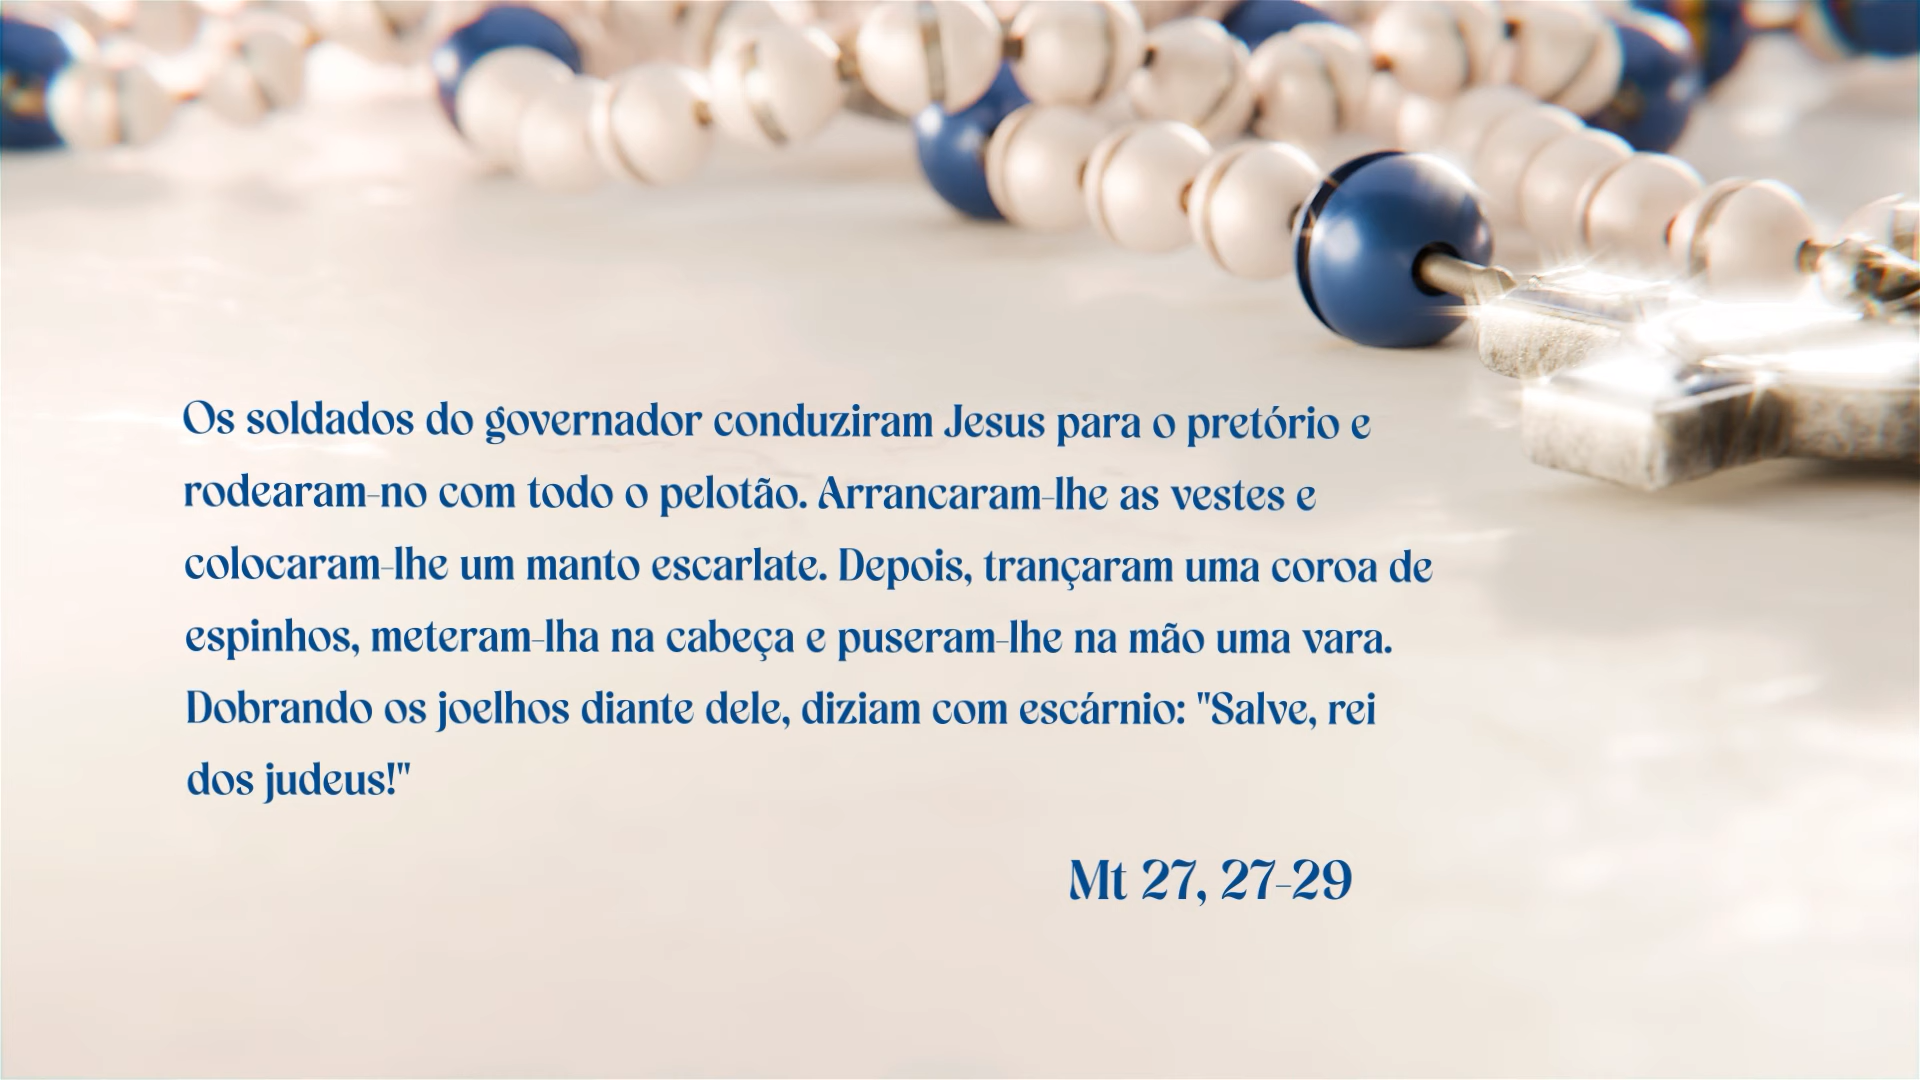 Os soldados do governador conduziram Jesus para o pretório e
rodearam-no com todo o pelotão. Arrancaram-lhe as vestes e
colocaram-lhe um manto escarlate. Depois, trançaram uma coroa de
espinhos, meteram-lha na cabeça e puseram-lhe na mão uma vara.
Dobrando os joelhos diante dele, diziam com escárnio: "Salve, rei
dos judeus!"
Mt 27, 27-29